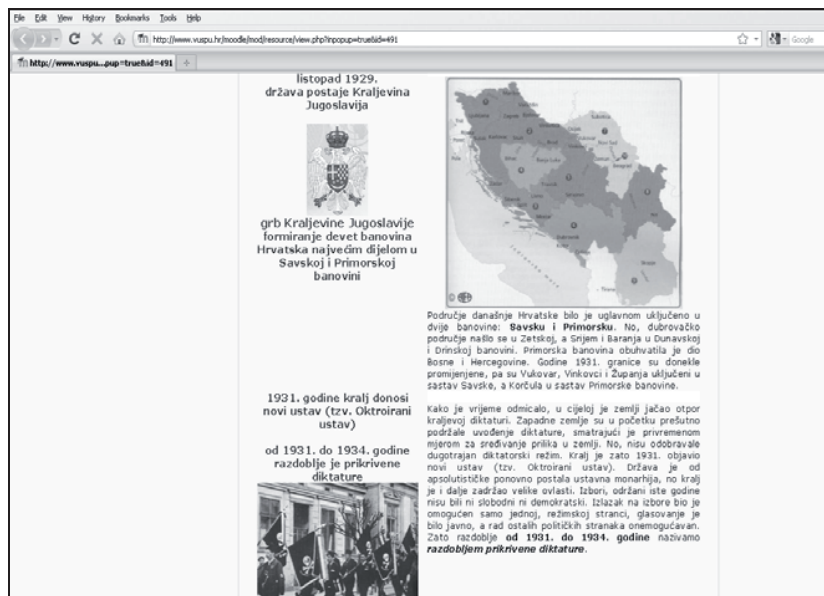 File Edit View History Bookmarks Tools Help
http://www.vuspu.hr/moodle/mod/resource/view.php?inpopup=true&id=491
Google
http://www.vuspu...pup=true&id=491
listopad 1929.
država postaje Kraljevina
Jugoslavija
grb Kraljevine Jugoslavije
formiranje devet banovina
Hrvatska najvećim dijelom u
Savskoj i Primorskoj
banovini
Područje današnje Hrvatske bilo je uglavnom uključeno u
dvije banovine: Savsku i Primorsku. No, dubrovačko
područje našlo se u Zetskoj, a Srijem i Baranja u Dunavskoj
i Drinskoj banovini. Primorska banovina obuhvatila je dio
Bosne i Hercegovine. Godine 1931. granice su donekle
promijenjene, pa su Vukovar, Vinkovci i Županja uključeni u
sastav Savske, a Korčula u sastav Primorske banovine.
1931. godine kralj donosi
novi ustav (tzv. Oktroirani
ustav)
od 1931. do 1934. godine
razdoblje je prikrivene
diktature
Kako je vrijeme odmicalo, u cijeloj je zemlji jačao otpor
kraljevoj diktaturi. Zapadne zemlje su u početku prešutno
podržale uvođenje diktature, smatrajući je privremenom
mjerom za sređivanje prilika u zemlji. No, nisu odobravale
dugotrajan diktatorski režim. Kralj je zato 1931. objavio
novi ustav (tzv. Oktroirani ustav). Država je od
apsolutističke ponovno postala ustavna monarhija, no kralj
je i dalje zadržao velike ovlasti. Izbori, održani iste godine
nisu bili ni slobodni ni demokratski. Izlazak na izbore bio je
omogućen samo jednoj, režimskoj stranci, glasovanje je
bilo javno, a rad ostalih političkih stranaka onemogućavan.
Zato razdoblje od 1931. do 1934. godine nazivamo
razdobljem prikrivene diktature.